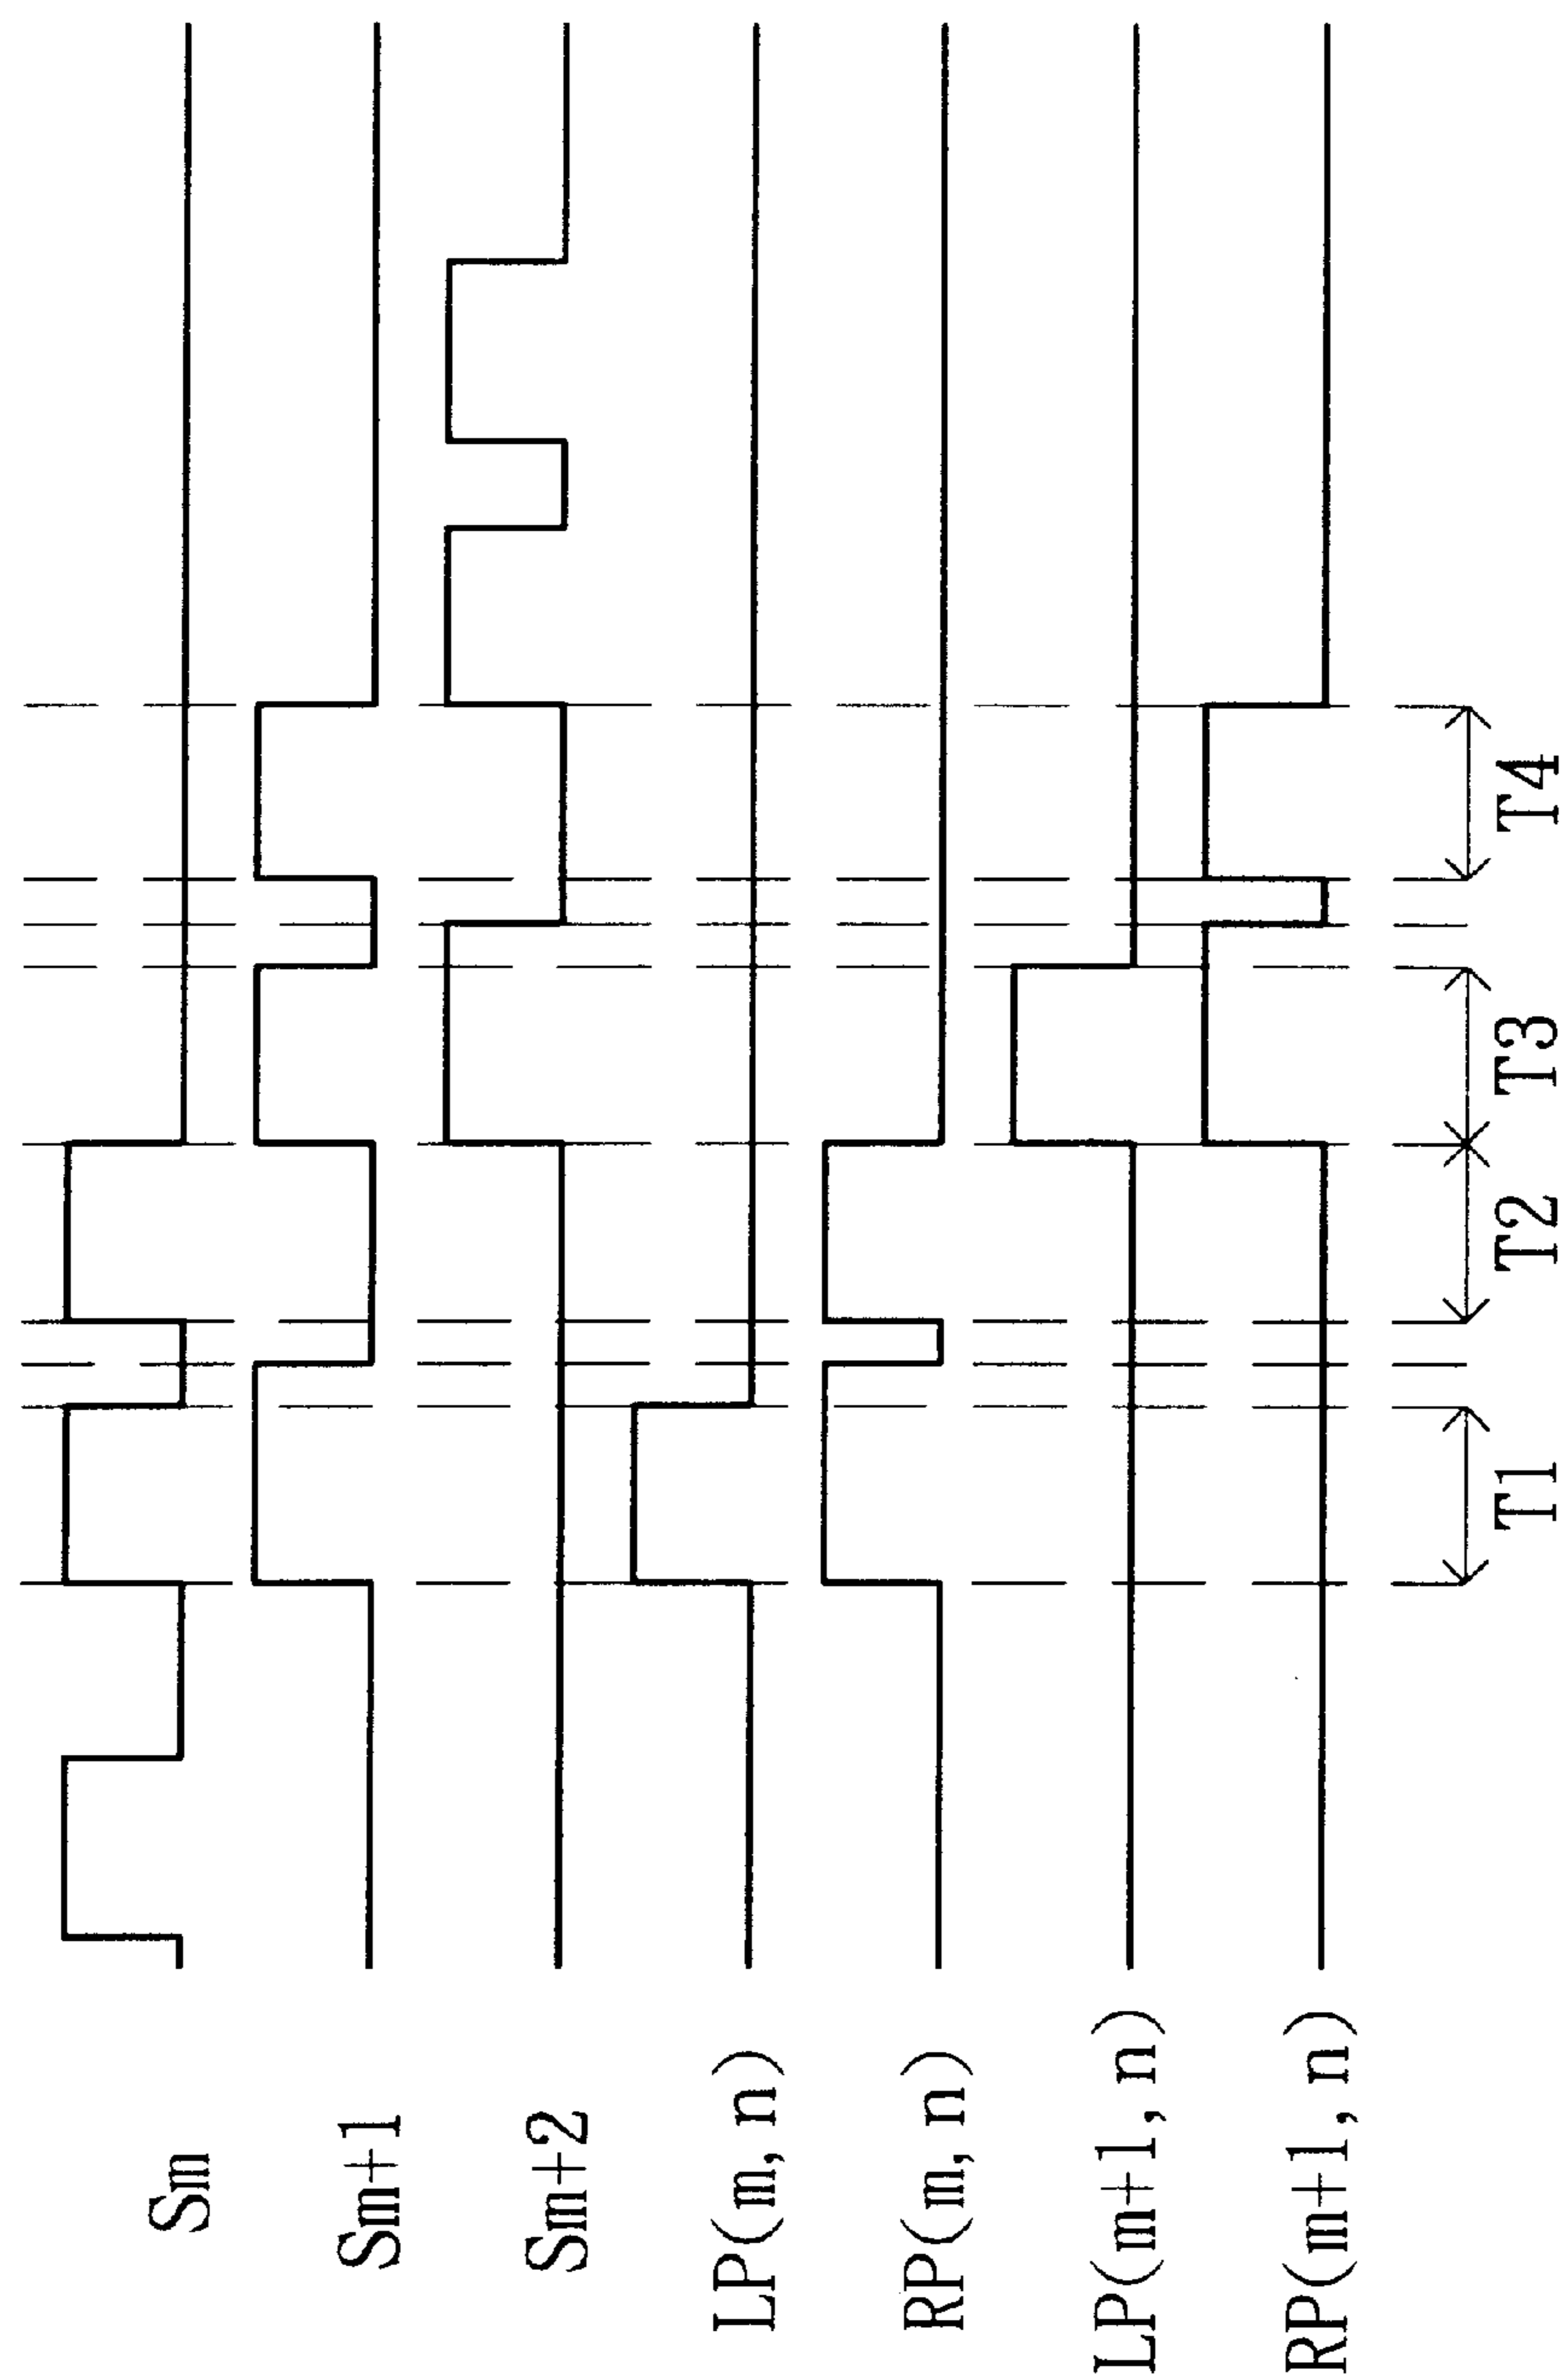 Sm
Sm+1
Sm+2
LP(m, n)
RP(m, n)
LP(m+1, n)
RP(m+1, n)
T1
T2
T3
T4